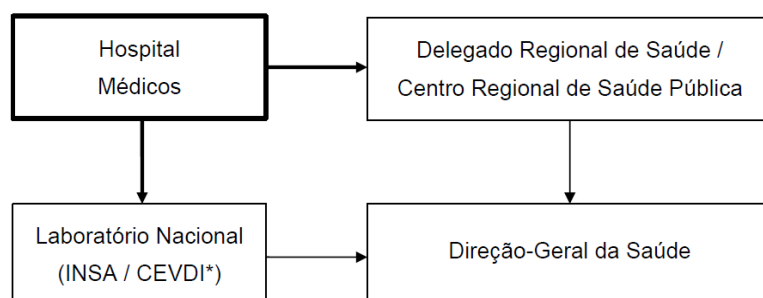 Hospital
Médicos
Delegado Regional de Saúde /
Centro Regional de Saúde Pública
Laboratório Nacional
(INSA / CEVDI*)
Direção-Geral da Saúde